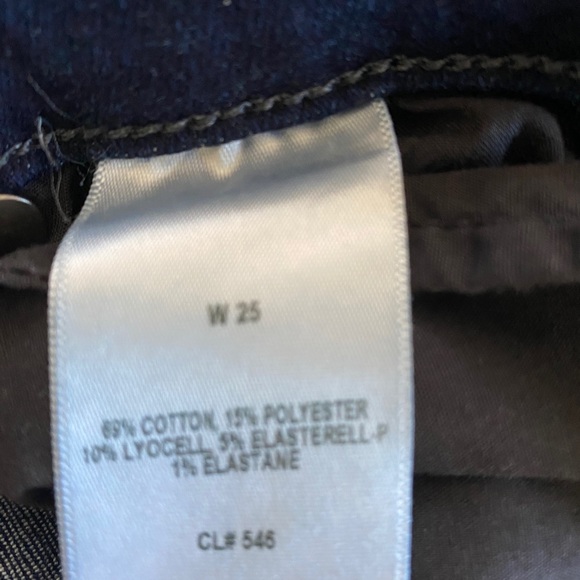 W 25
69% COTTON, 15% POLYESTER
10% LYOCELL, 5% ELASTERELL-P
1% ELASTANE
CL# 546